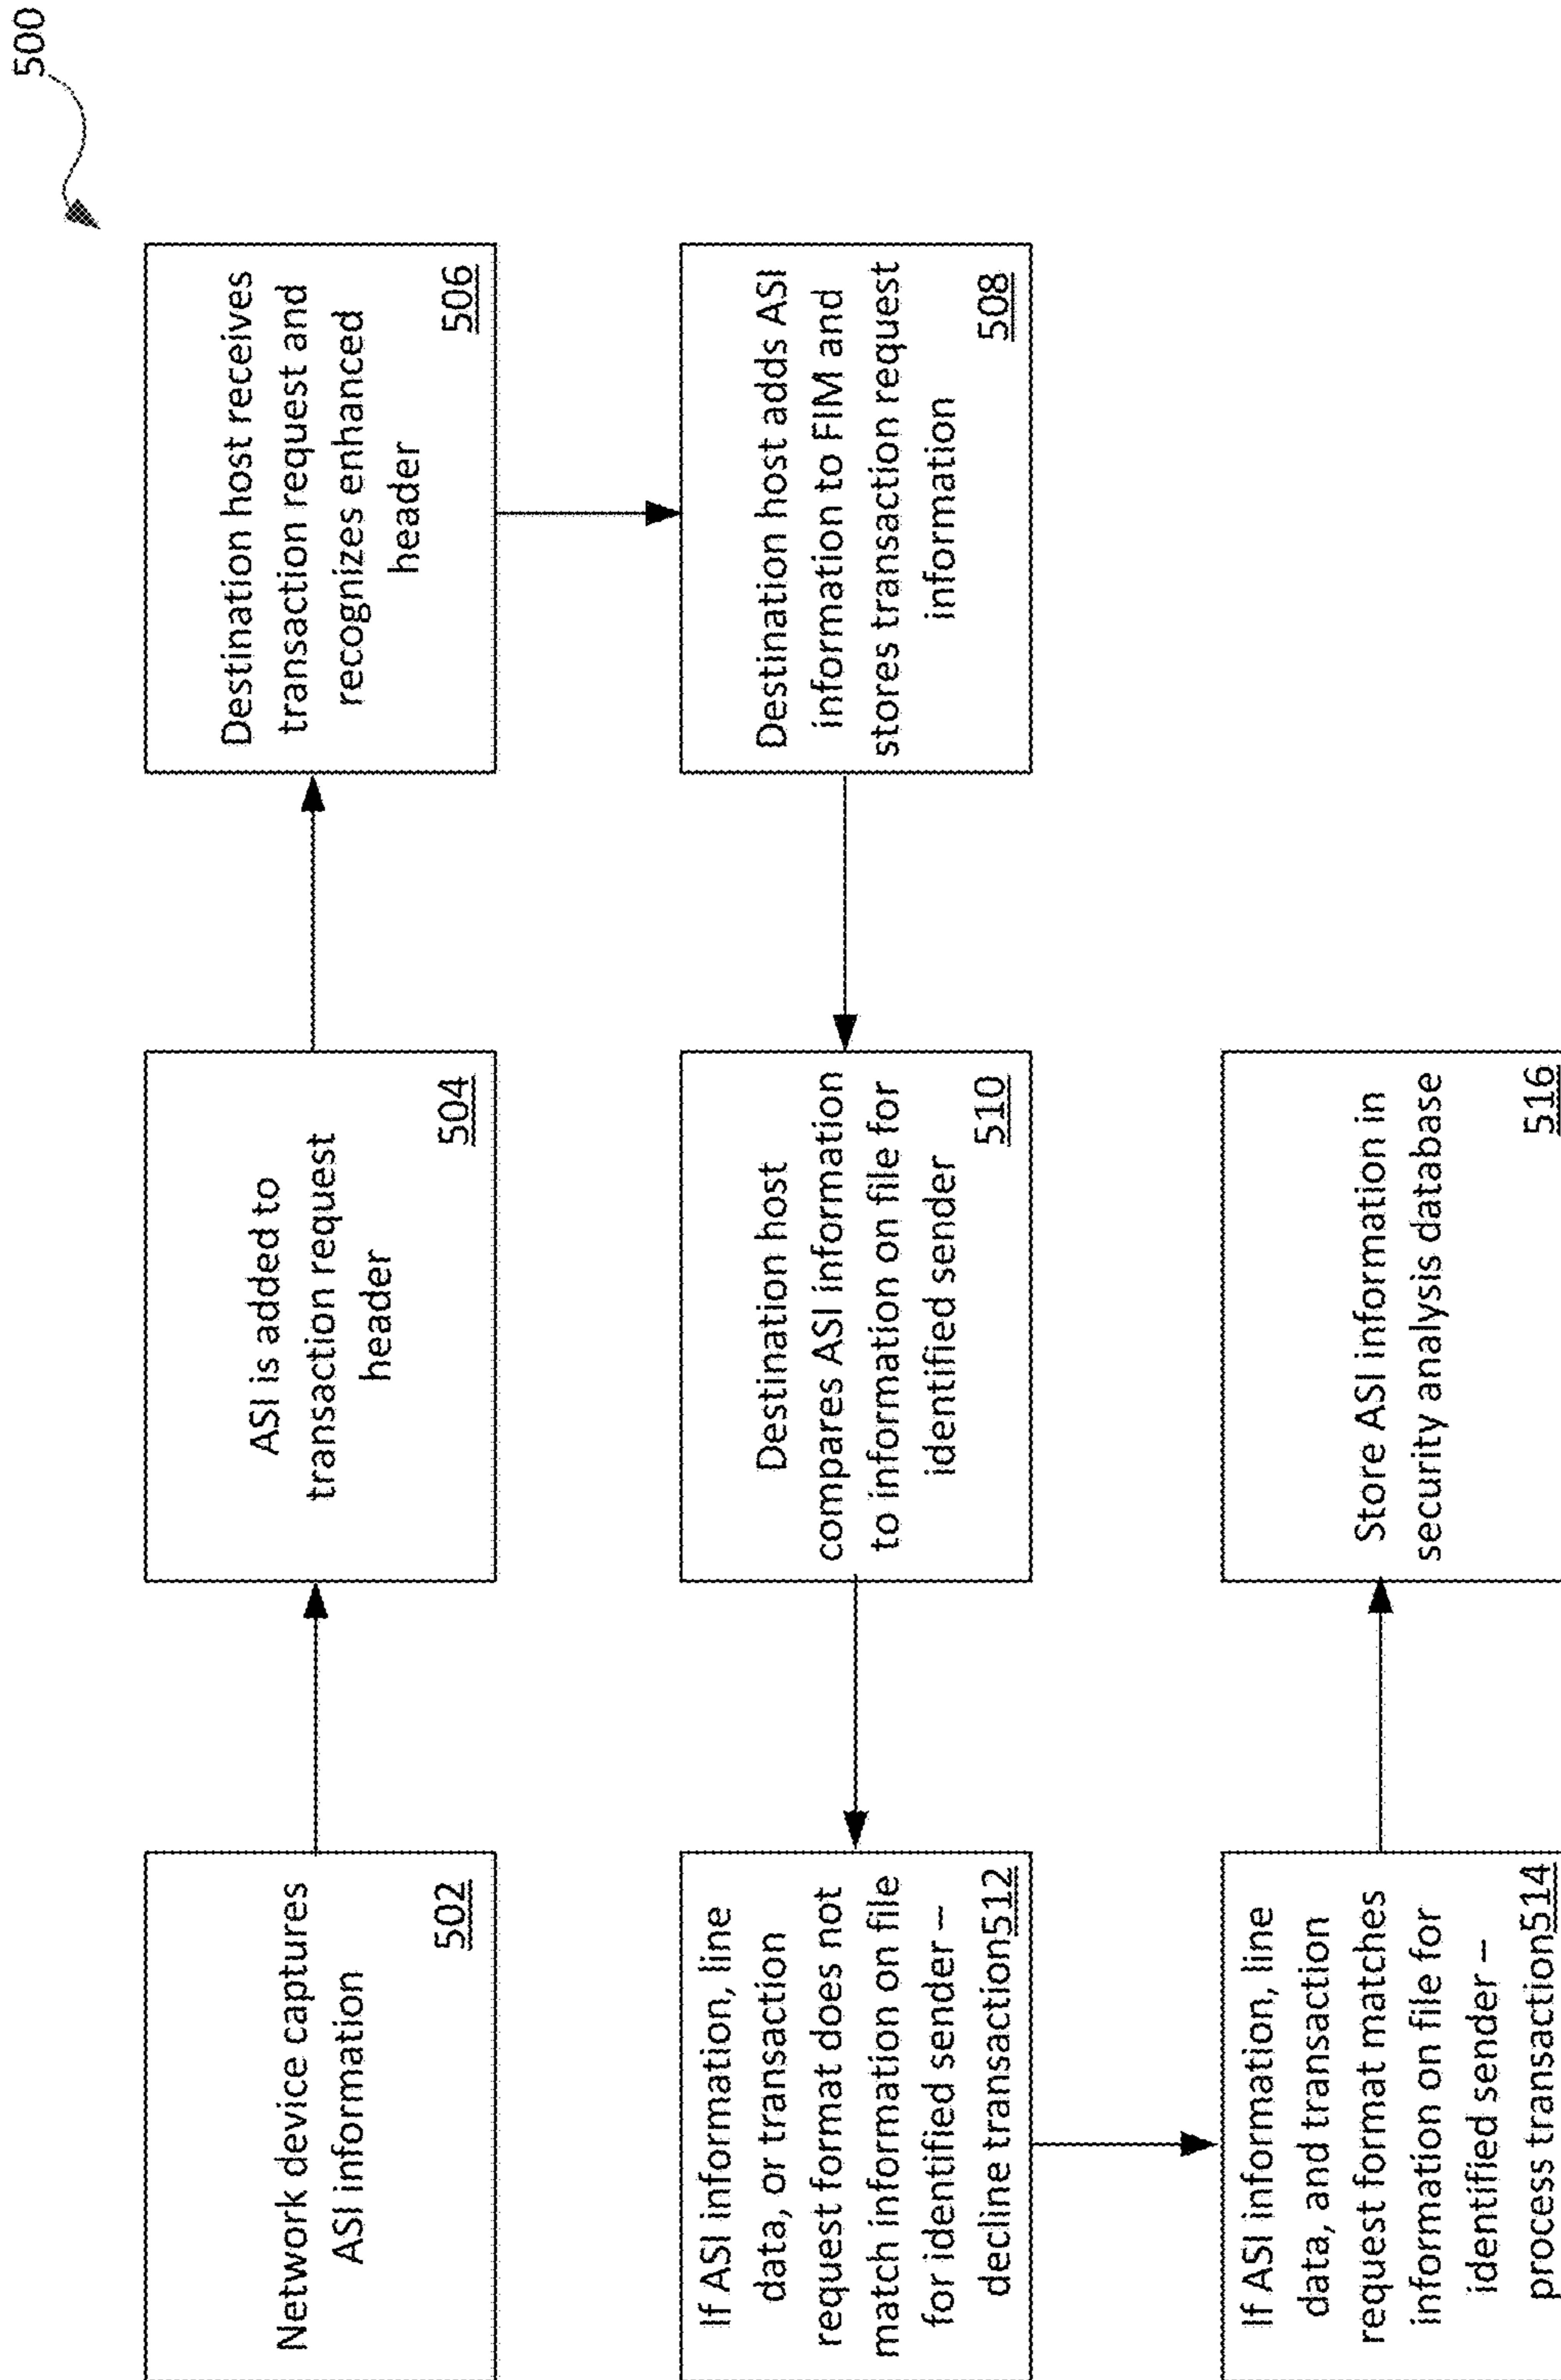 500
Network device captures
ASI information
502
ASI is added to
transaction request
header
504
Destination host receives
transaction request and
recognizes enhanced
header
506
Destination host adds ASI
information to FIM and
stores transaction request
information
508
Destination host
compares ASI information
to information on file for
identified sender
510
If ASI information, line
data, or transaction
request format does not
match information on file
for identified sender –
decline transaction512
If ASI information, line
data, and transaction
request format matches
information on file for
identified sender –
process transaction514
Store ASI information in
security analysis database
516